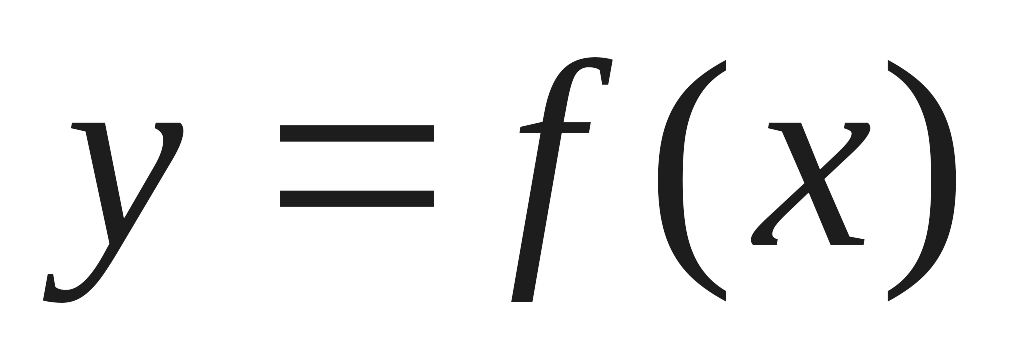 y = f(x)